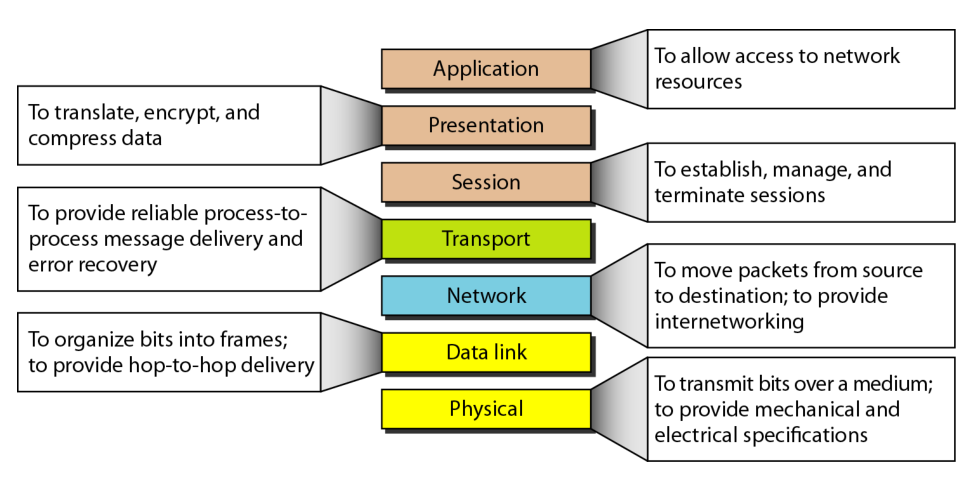 Application
To allow access to network
resources
To translate, encrypt, and
compress data
Presentation
Session
To establish, manage, and
terminate sessions
To provide reliable process-to-
process message delivery and
error recovery
Transport
Network
To move packets from source
to destination; to provide
internetworking
To organize bits into frames;
to provide hop-to-hop delivery
Data link
Physical
To transmit bits over a medium;
to provide mechanical and
electrical specifications